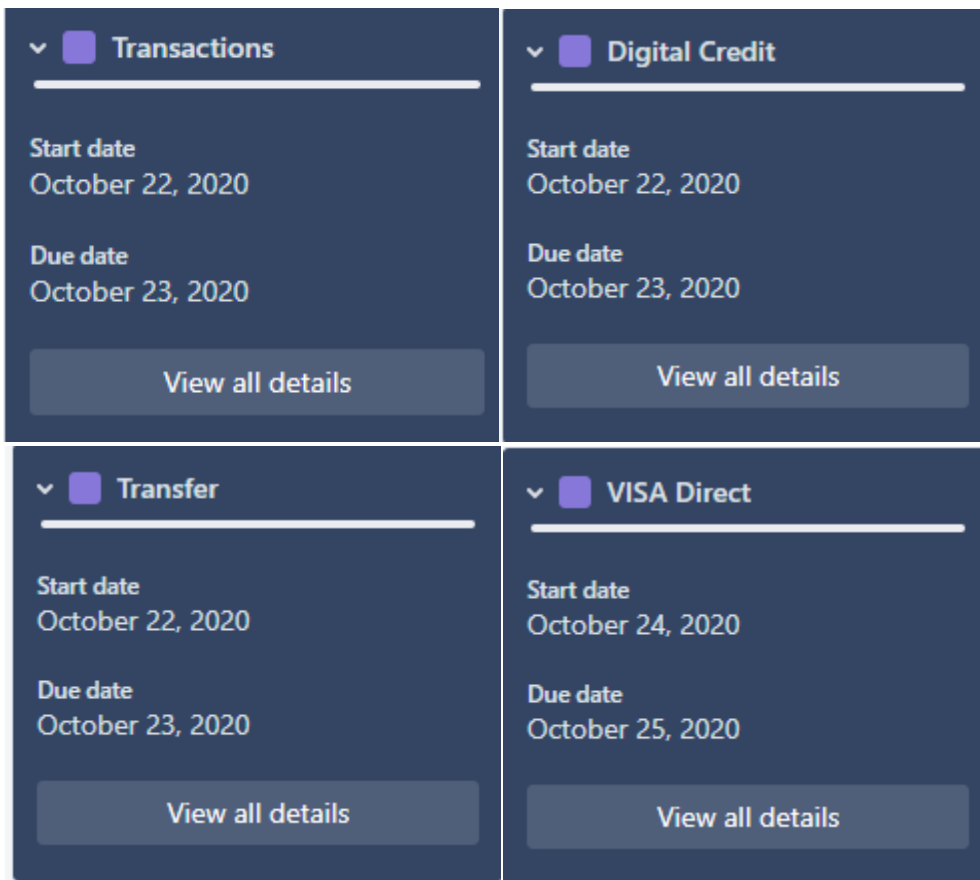 Transactions
Start date
October 22, 2020
Due date
October 23, 2020
View all details
Digital Credit
Start date
October 22, 2020
Due date
October 23, 2020
View all details
Transfer
Start date
October 22, 2020
Due date
October 23, 2020
View all details
VISA Direct
Start date
October 24, 2020
Due date
October 25, 2020
View all details